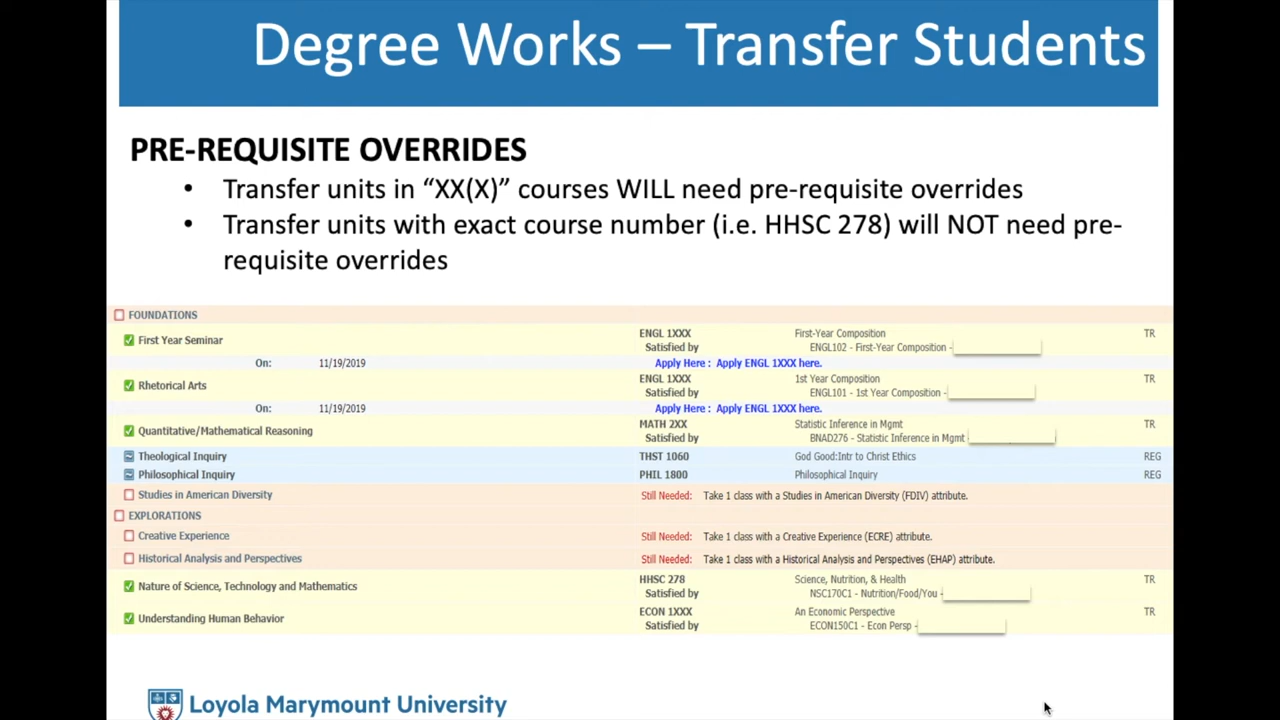 Degree Works – Transfer Students
PRE-REQUISITE OVERRIDES
• Transfer units in “XX(X)” courses WILL need pre-requisite overrides
• Transfer units with exact course number (i.e. HHSC 278) will NOT need pre-
requisite overrides
FOUNDATIONS
First Year Seminar ENGL 1XXX First-Year Composition TR
Satisfied by ENGL102 - First-Year Composition -
On: 11/19/2019 Apply Here : Apply ENGL 1XXX here.
Rhetorical Arts ENGL 1XXX 1st Year Composition TR
Satisfied by ENGL101 - 1st Year Composition -
On: 11/19/2019 Apply Here : Apply ENGL 1XXX here.
Quantitative/Mathematical Reasoning MATH 2XX Statistic Inference in Mgmt TR
Satisfied by BNAD276 - Statistic Inference in Mgmt
Theological Inquiry THST 1060 God Good:Intr to Christ Ethics REG
Philosophical Inquiry PHIL 1800 Philosophical Inquiry REG
Studies in American Diversity Still Needed: Take 1 class with a Studies in American Diversity (FDIV) attribute.
EXPLORATIONS
Creative Experience Still Needed: Take 1 class with a Creative Experience (ECRE) attribute.
Historical Analysis and Perspectives Still Needed: Take 1 class with a Historical Analysis and Perspectives (EHAP) attribute.
Nature of Science, Technology and Mathematics HHSC 278 Science, Nutrition, & Health TR
Satisfied by NSC170C1 - Nutrition/Food/You -
Understanding Human Behavior ECON 1XXX An Economic Perspective TR
Satisfied by ECON150C1 - Econ Persp -
Loyola Marymount University